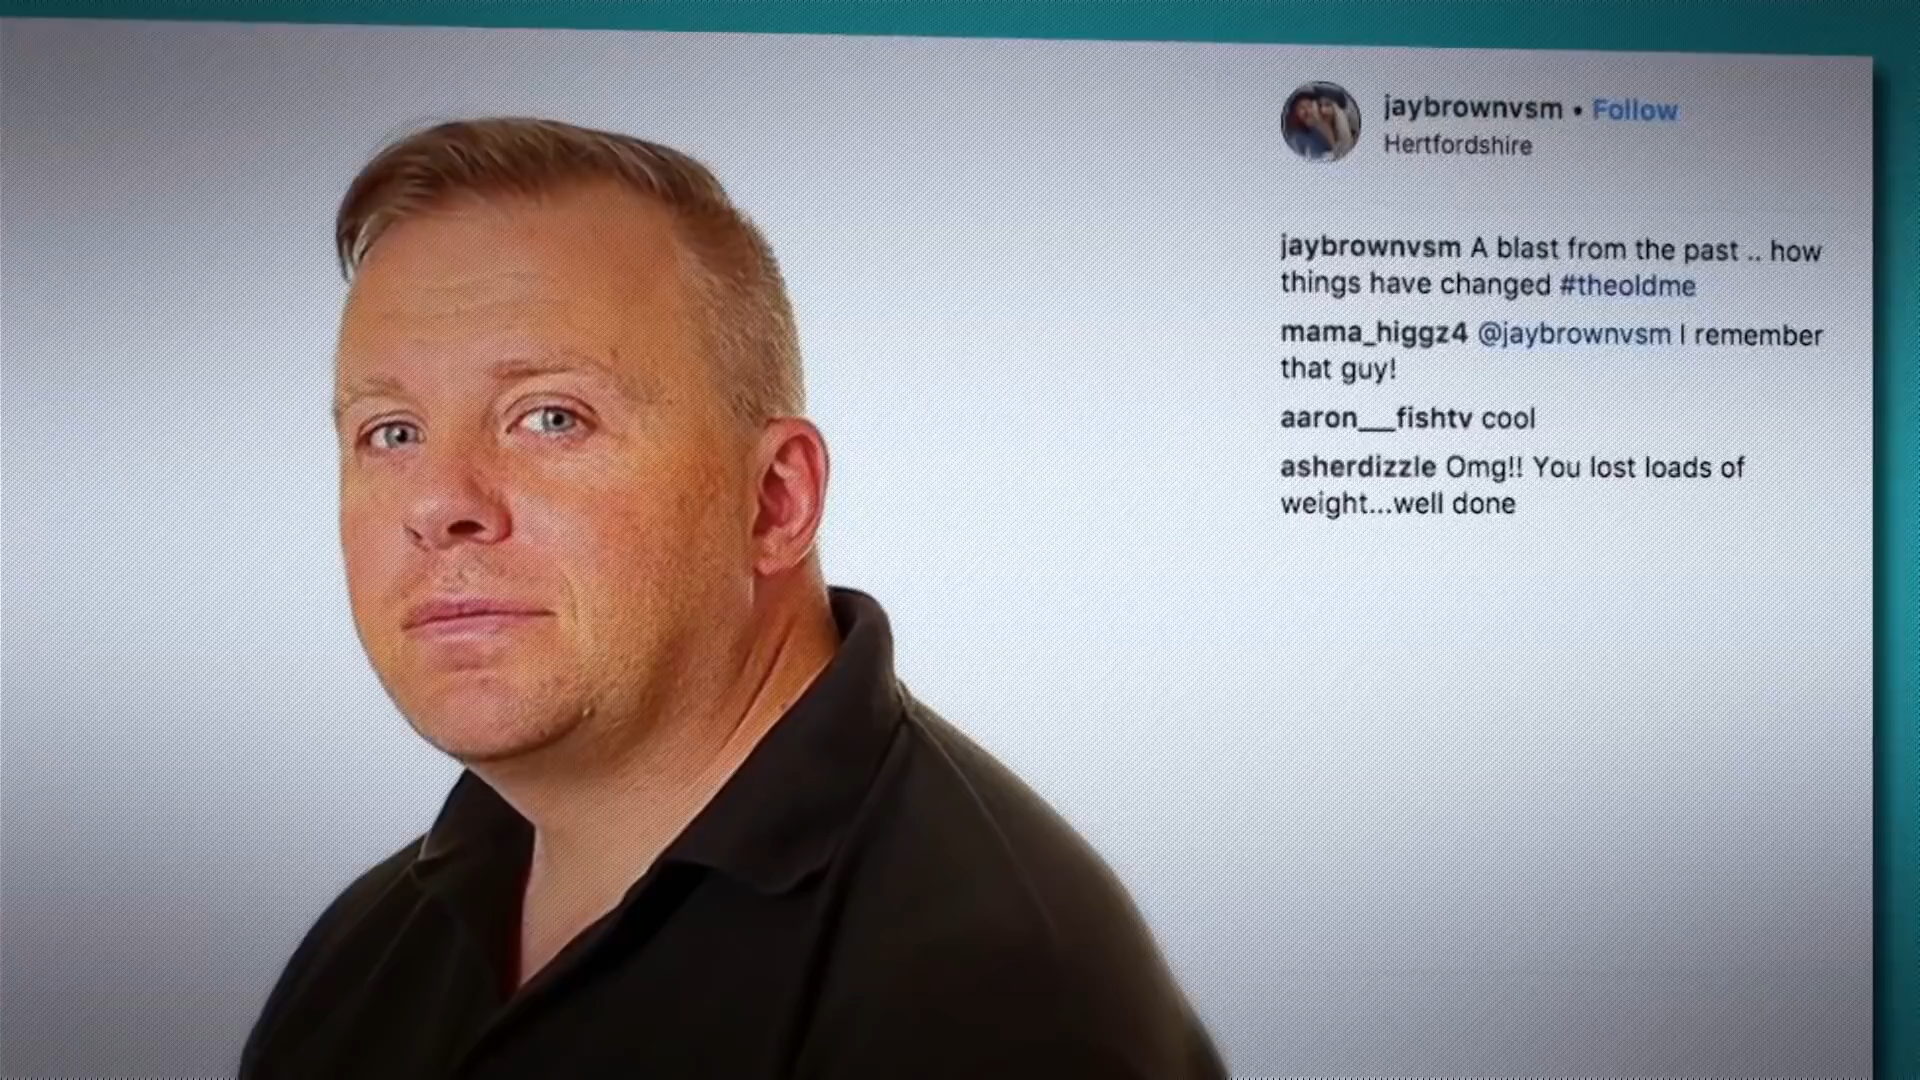 jaybrownvsm • Follow
Hertfordshire
jaybrownvsm A blast from the past .. how
things have changed #theoldme
mama_higgz4 @jaybrownvsm I remember
that guy!
aaron__fishtv cool
asherdizzle Omg!! You lost loads of
weight...well done